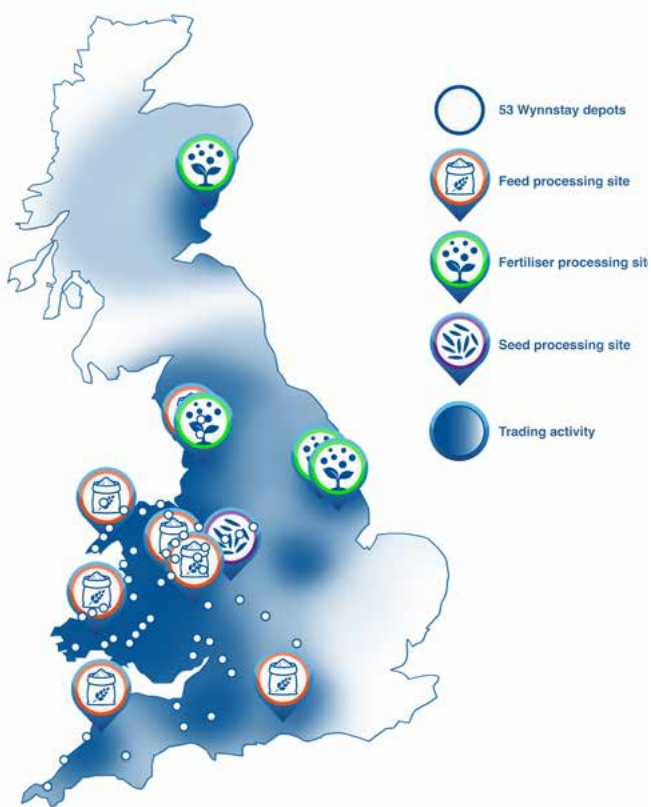 53 Wynnstay depots
Feed processing site
Fertiliser processing site
Seed processing site
Trading activity